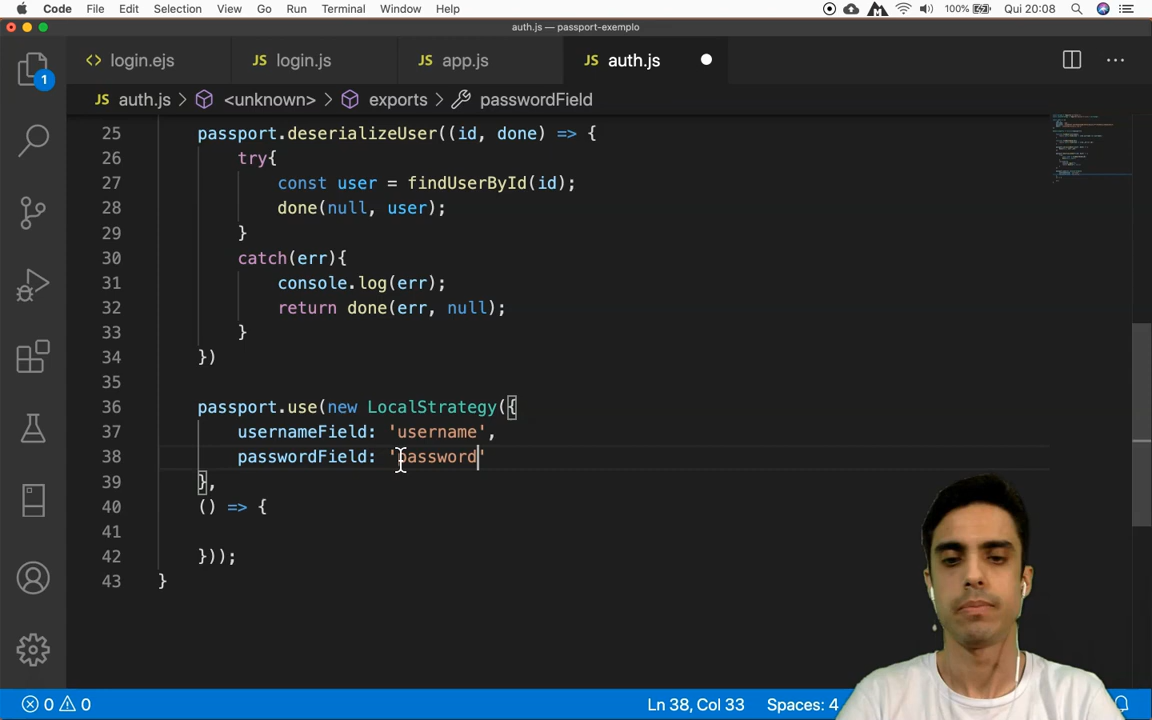 Code File Edit Selection View Go Run Terminal Window Help 100% Qui 20:08
auth.js — passport-exemplo
login.ejs JS login.js JS app.js JS auth.js
JS auth.js > <unknown> > exports > passwordField
1
25 passport.deserializeUser((id, done) => {
26 try{
27 const user = findUserById(id);
28 done(null, user);
29 }
30 catch(err){
31 console.log(err);
32 return done(err, null);
33 }
34 })
35
36 passport.use(new LocalStrategy({
37 usernameField: 'username',
38 passwordField: 'password'
39 },
40 () => {
41
42 }));
43 }
0 0 Ln 38, Col 33 Spaces: 4